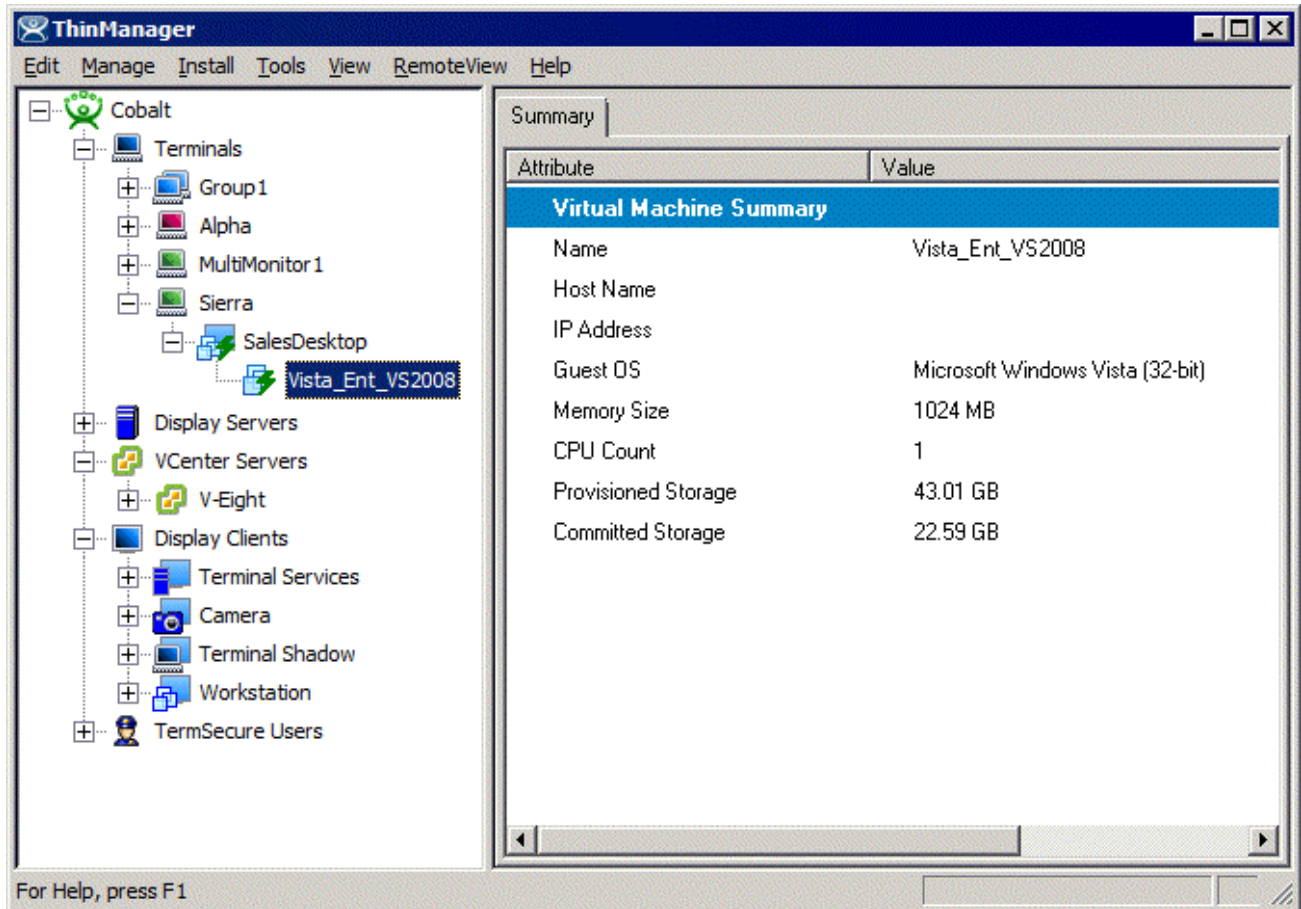 ThinManager
Edit Manage Install Tools View RemoteView Help
Cobalt
Terminals
Group1
Alpha
MultiMonitor1
Sierra
SalesDesktop
Vista_Ent_VS2008
Display Servers
VCenter Servers
V-Eight
Display Clients
Terminal Services
Camera
Terminal Shadow
Workstation
TermSecure Users
Summary
Attribute Value
Virtual Machine Summary
Name Vista_Ent_VS2008
Host Name
IP Address
Guest OS Microsoft Windows Vista (32-bit)
Memory Size 1024 MB
CPU Count 1
Provisioned Storage 43.01 GB
Committed Storage 22.59 GB
For Help, press F1